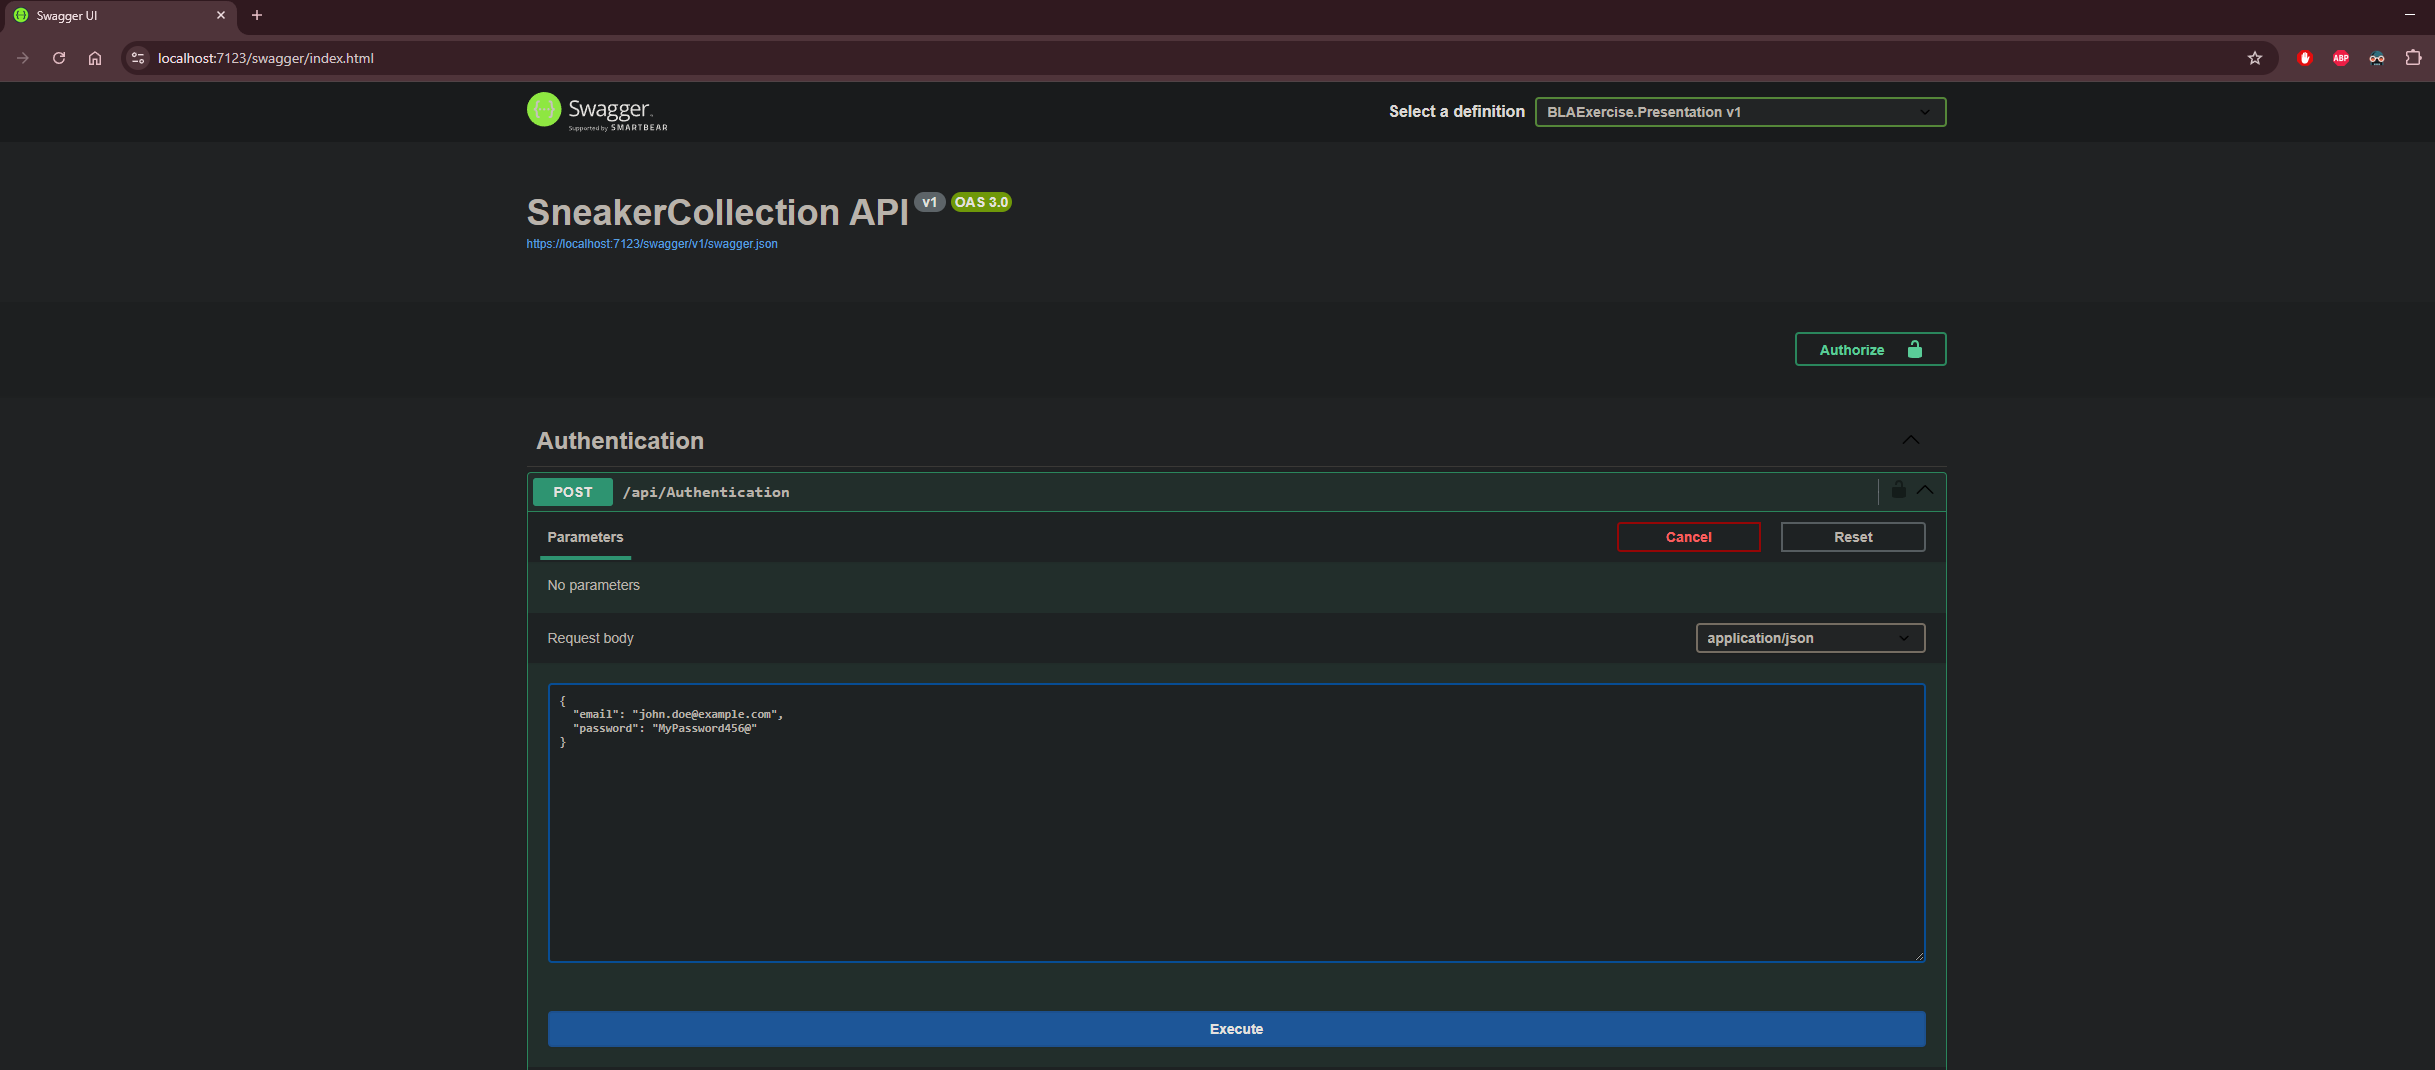 Swagger UI
localhost:7123/swagger/index.html
ABP
Swagger
Supported by SMARTBEAR
Select a definition
BLAExercise.Presentation v1
SneakerCollection API v1 OAS 3.0
https://localhost:7123/swagger/v1/swagger.json
Authorize
Authentication
POST /api/Authentication
Parameters
Cancel
Reset
No parameters
Request body
application/json
{
"email": "john.doe@example.com",
"password": "MyPassword456@"
}
Execute